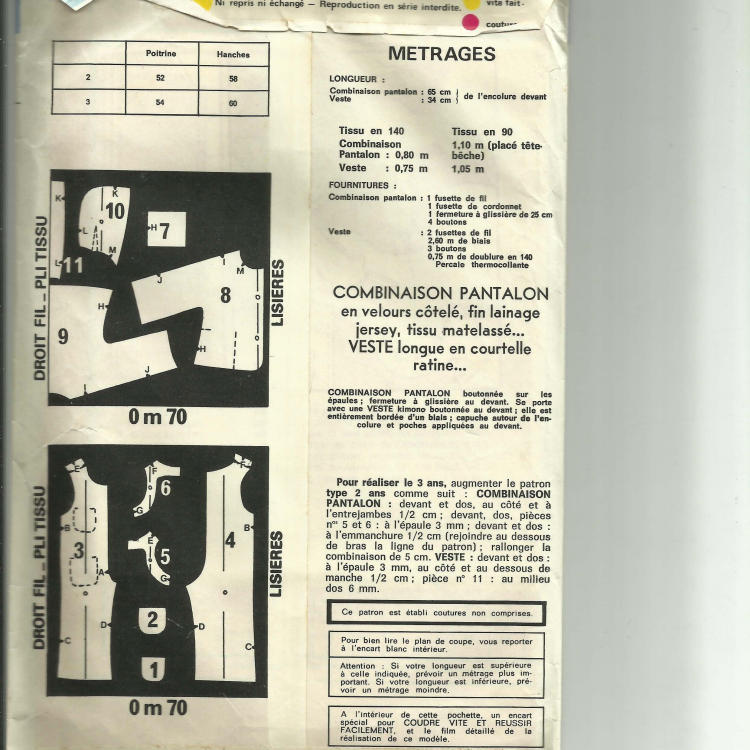 Ni repris ni échangé — Reproduction en série interdite.
vite fait-
Poitrine Hanches
2 52 58
3 54 60
DROIT FIL _ PLI TISSU
K
K
10
L
H 7
M
L 11
J
I
M
H
8
9
H
J
I
LISIERES
0 m 70
DROIT FIL _ PLI TISSU
E
F
F
6
G
B
3
E
5
G
4
B
A
D
2
D
C
1
C
LISIERES
0 m 70
METRAGES
LONGUEUR :
Combinaison pantalon : 65 cm
Veste : 34 cm
de l'encolure devant
Tissu en 140 Tissu en 90
Combinaison 1,10 m (placé tête-
Pantalon : 0,80 m bêche)
Veste : 0,75 m 1,05 m
FOURNITURES :
Combinaison pantalon : 1 fusette de fil
1 fusette de cordonnet
1 fermeture à glissière de 25 cm
4 boutons
Veste : 2 fusettes de fil
2,60 m de biais
3 boutons
0,75 m de doublure en 140
Percale thermocollante
COMBINAISON PANTALON
en velours côtelé, fin lainage
jersey, tissu matelassé...
VESTE longue en courtelle
ratine...
COMBINAISON PANTALON boutonnée sur les
épaules ; fermeture à glissière au devant. Se porte
avec une VESTE kimono boutonnée au devant ; elle est
entièrement bordée d'un biais ; capuche autour de l'en-
colure et poches appliquées au devant.
Pour réaliser le 3 ans, augmenter le patron
type 2 ans comme suit : COMBINAISON
PANTALON : devant et dos, au côté et à
l'entrejambes 1/2 cm ; devant, dos, pièces
n°s 5 et 6 : à l'épaule 3 mm ; devant et dos :
à l'emmanchure 1/2 cm (rejoindre au dessous
de bras la ligne du patron) ; rallonger la
combinaison de 5 cm. VESTE : devant et dos :
à l'épaule 3 mm, au côté et au dessous de
manche 1/2 cm ; pièce n° 11 : au milieu
dos 6 mm.
Ce patron est établi coutures non comprises.
Pour bien lire le plan de coupe, vous reporter
à l'encart blanc intérieur.
Attention : Si votre longueur est supérieure
à celle indiquée, prévoir un métrage plus im-
portant. Si votre longueur est inférieure, pré-
voir un métrage moindre.
A l'intérieur de cette pochette, un encart
spécial pour COUDRE VITE ET REUSSIR
FACILEMENT, et le film détaillé de la
réalisation de ce modèle.